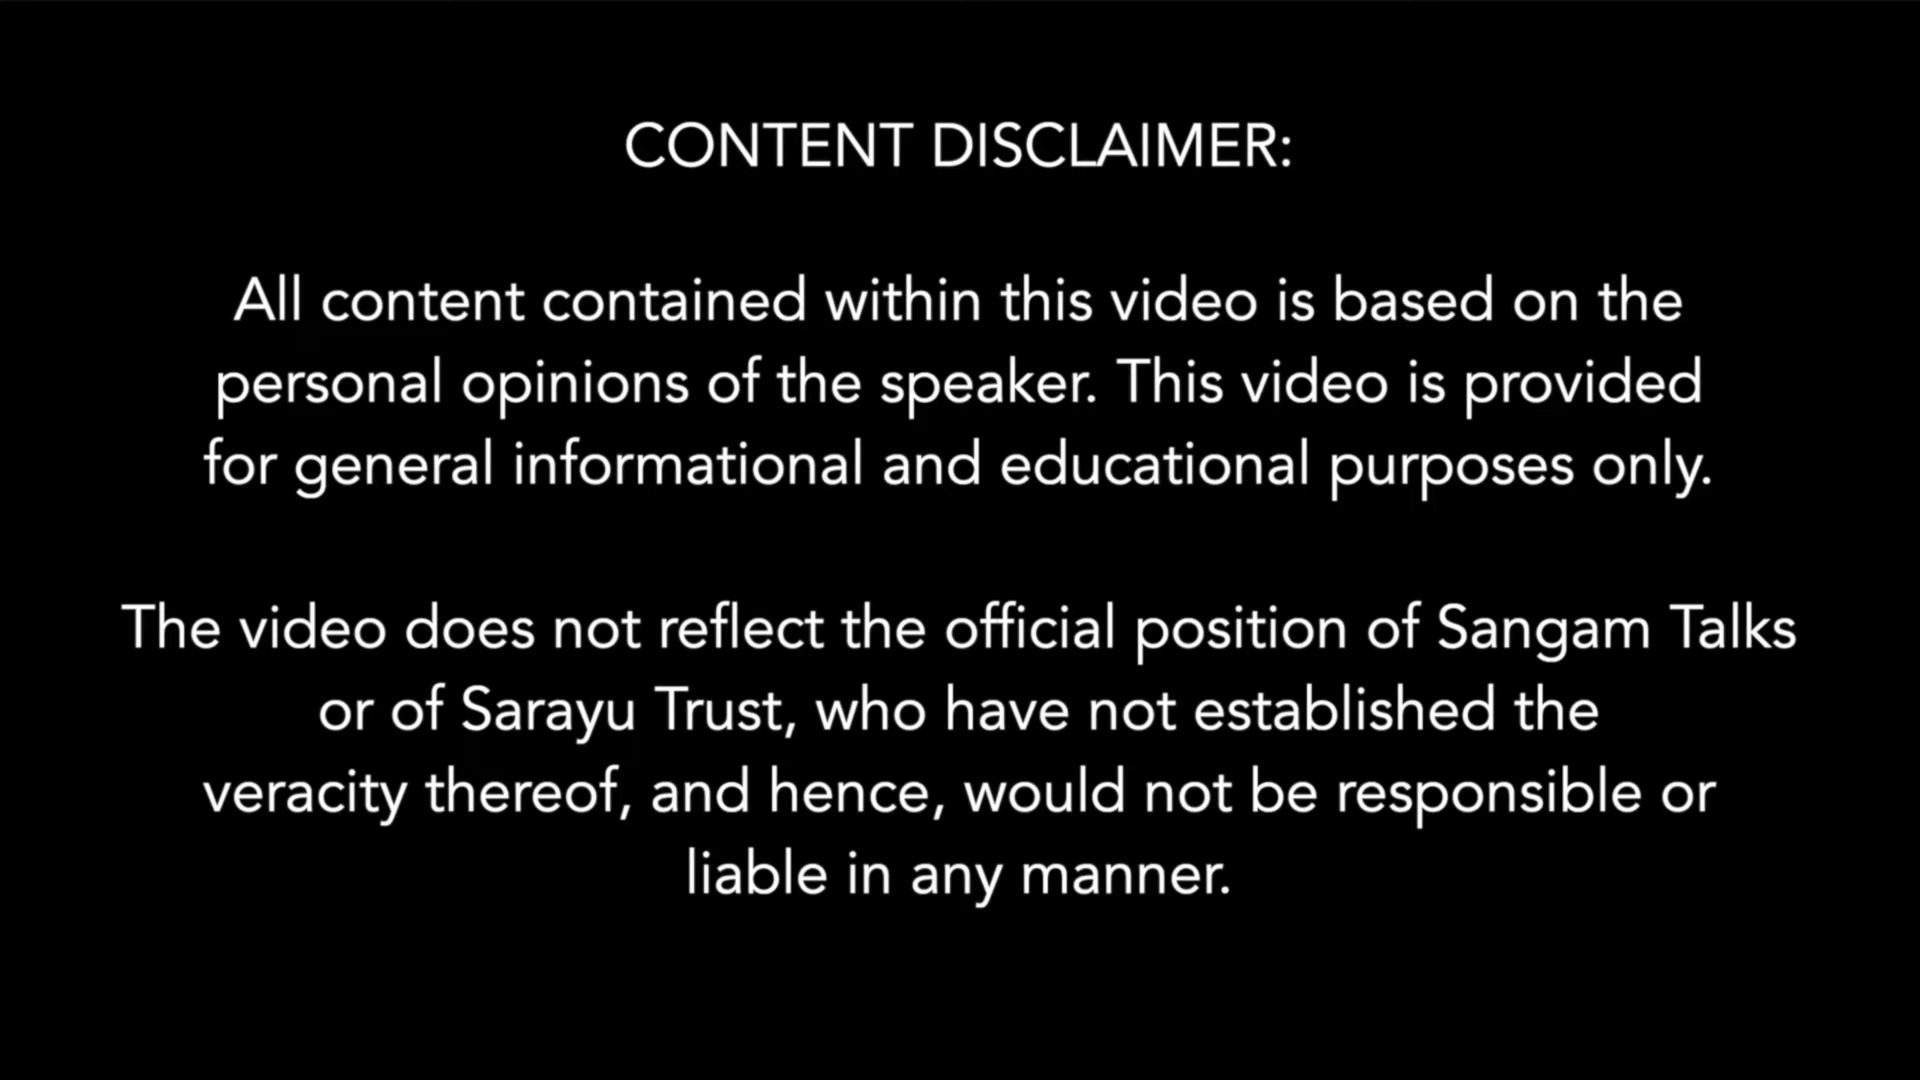 CONTENT DISCLAIMER:
All content contained within this video is based on the
personal opinions of the speaker. This video is provided
for general informational and educational purposes only.
The video does not reflect the official position of Sangam Talks
or of Sarayu Trust, who have not established the
veracity thereof, and hence, would not be responsible or
liable in any manner.